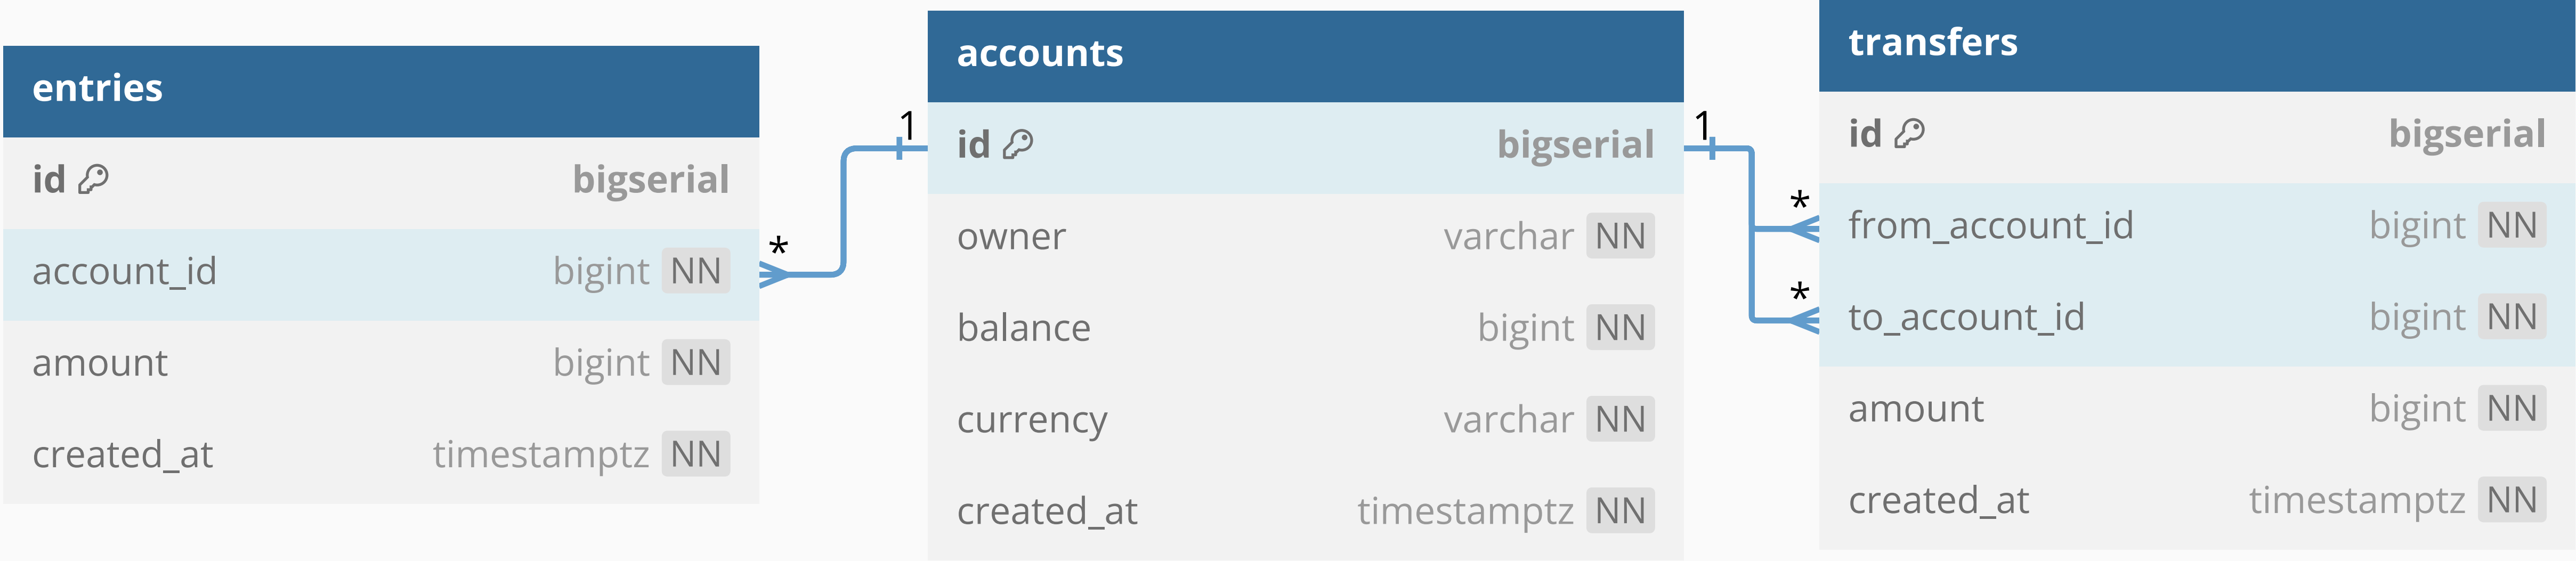 entries
id bigserial
account_id bigint NN
amount bigint NN
created_at timestamptz NN
* 1
accounts
id bigserial
owner varchar NN
balance bigint NN
currency varchar NN
created_at timestamptz NN
1 * *
transfers
id bigserial
from_account_id bigint NN
to_account_id bigint NN
amount bigint NN
created_at timestamptz NN